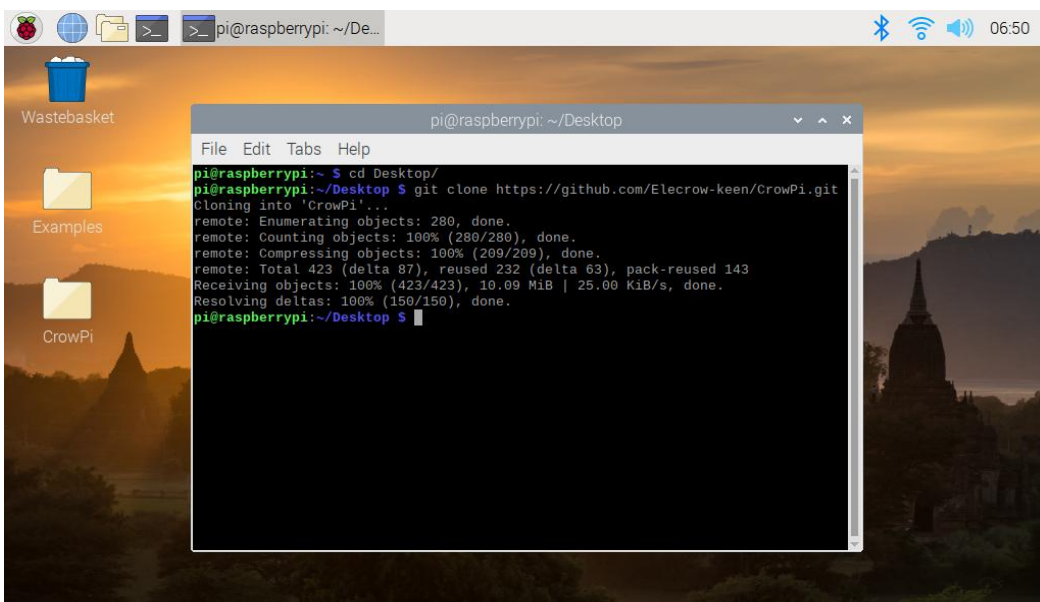 pi@raspberrypi: ~/De...
06:50
Wastebasket
Examples
CrowPi
pi@raspberrypi: ~/Desktop
File Edit Tabs Help
pi@raspberrypi:~ $ cd Desktop/
pi@raspberrypi:~/Desktop $ git clone https://github.com/Elecrow-keen/CrowPi.git
Cloning into 'CrowPi'...
remote: Enumerating objects: 280, done.
remote: Counting objects: 100% (280/280), done.
remote: Compressing objects: 100% (209/209), done.
remote: Total 423 (delta 87), reused 232 (delta 63), pack-reused 143
Receiving objects: 100% (423/423), 10.09 MiB | 25.00 KiB/s, done.
Resolving deltas: 100% (150/150), done.
pi@raspberrypi:~/Desktop $